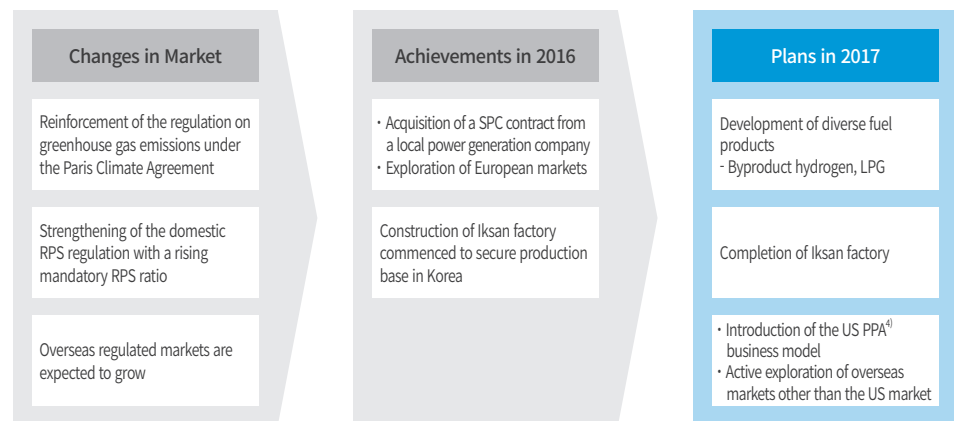 Changes in Market
Reinforcement of the regulation on
greenhouse gas emissions under
the Paris Climate Agreement
Strengthening of the domestic
RPS regulation with a rising
mandatory RPS ratio
Overseas regulated markets are
expected to grow
Achievements in 2016
· Acquisition of a SPC contract from
a local power generation company
· Exploration of European markets
Construction of Iksan factory
commenced to secure production
base in Korea
Plans in 2017
Development of diverse fuel
products
- Byproduct hydrogen, LPG
Completion of Iksan factory
· Introduction of the US PPA4)
business model
· Active exploration of overseas
markets other than the US market